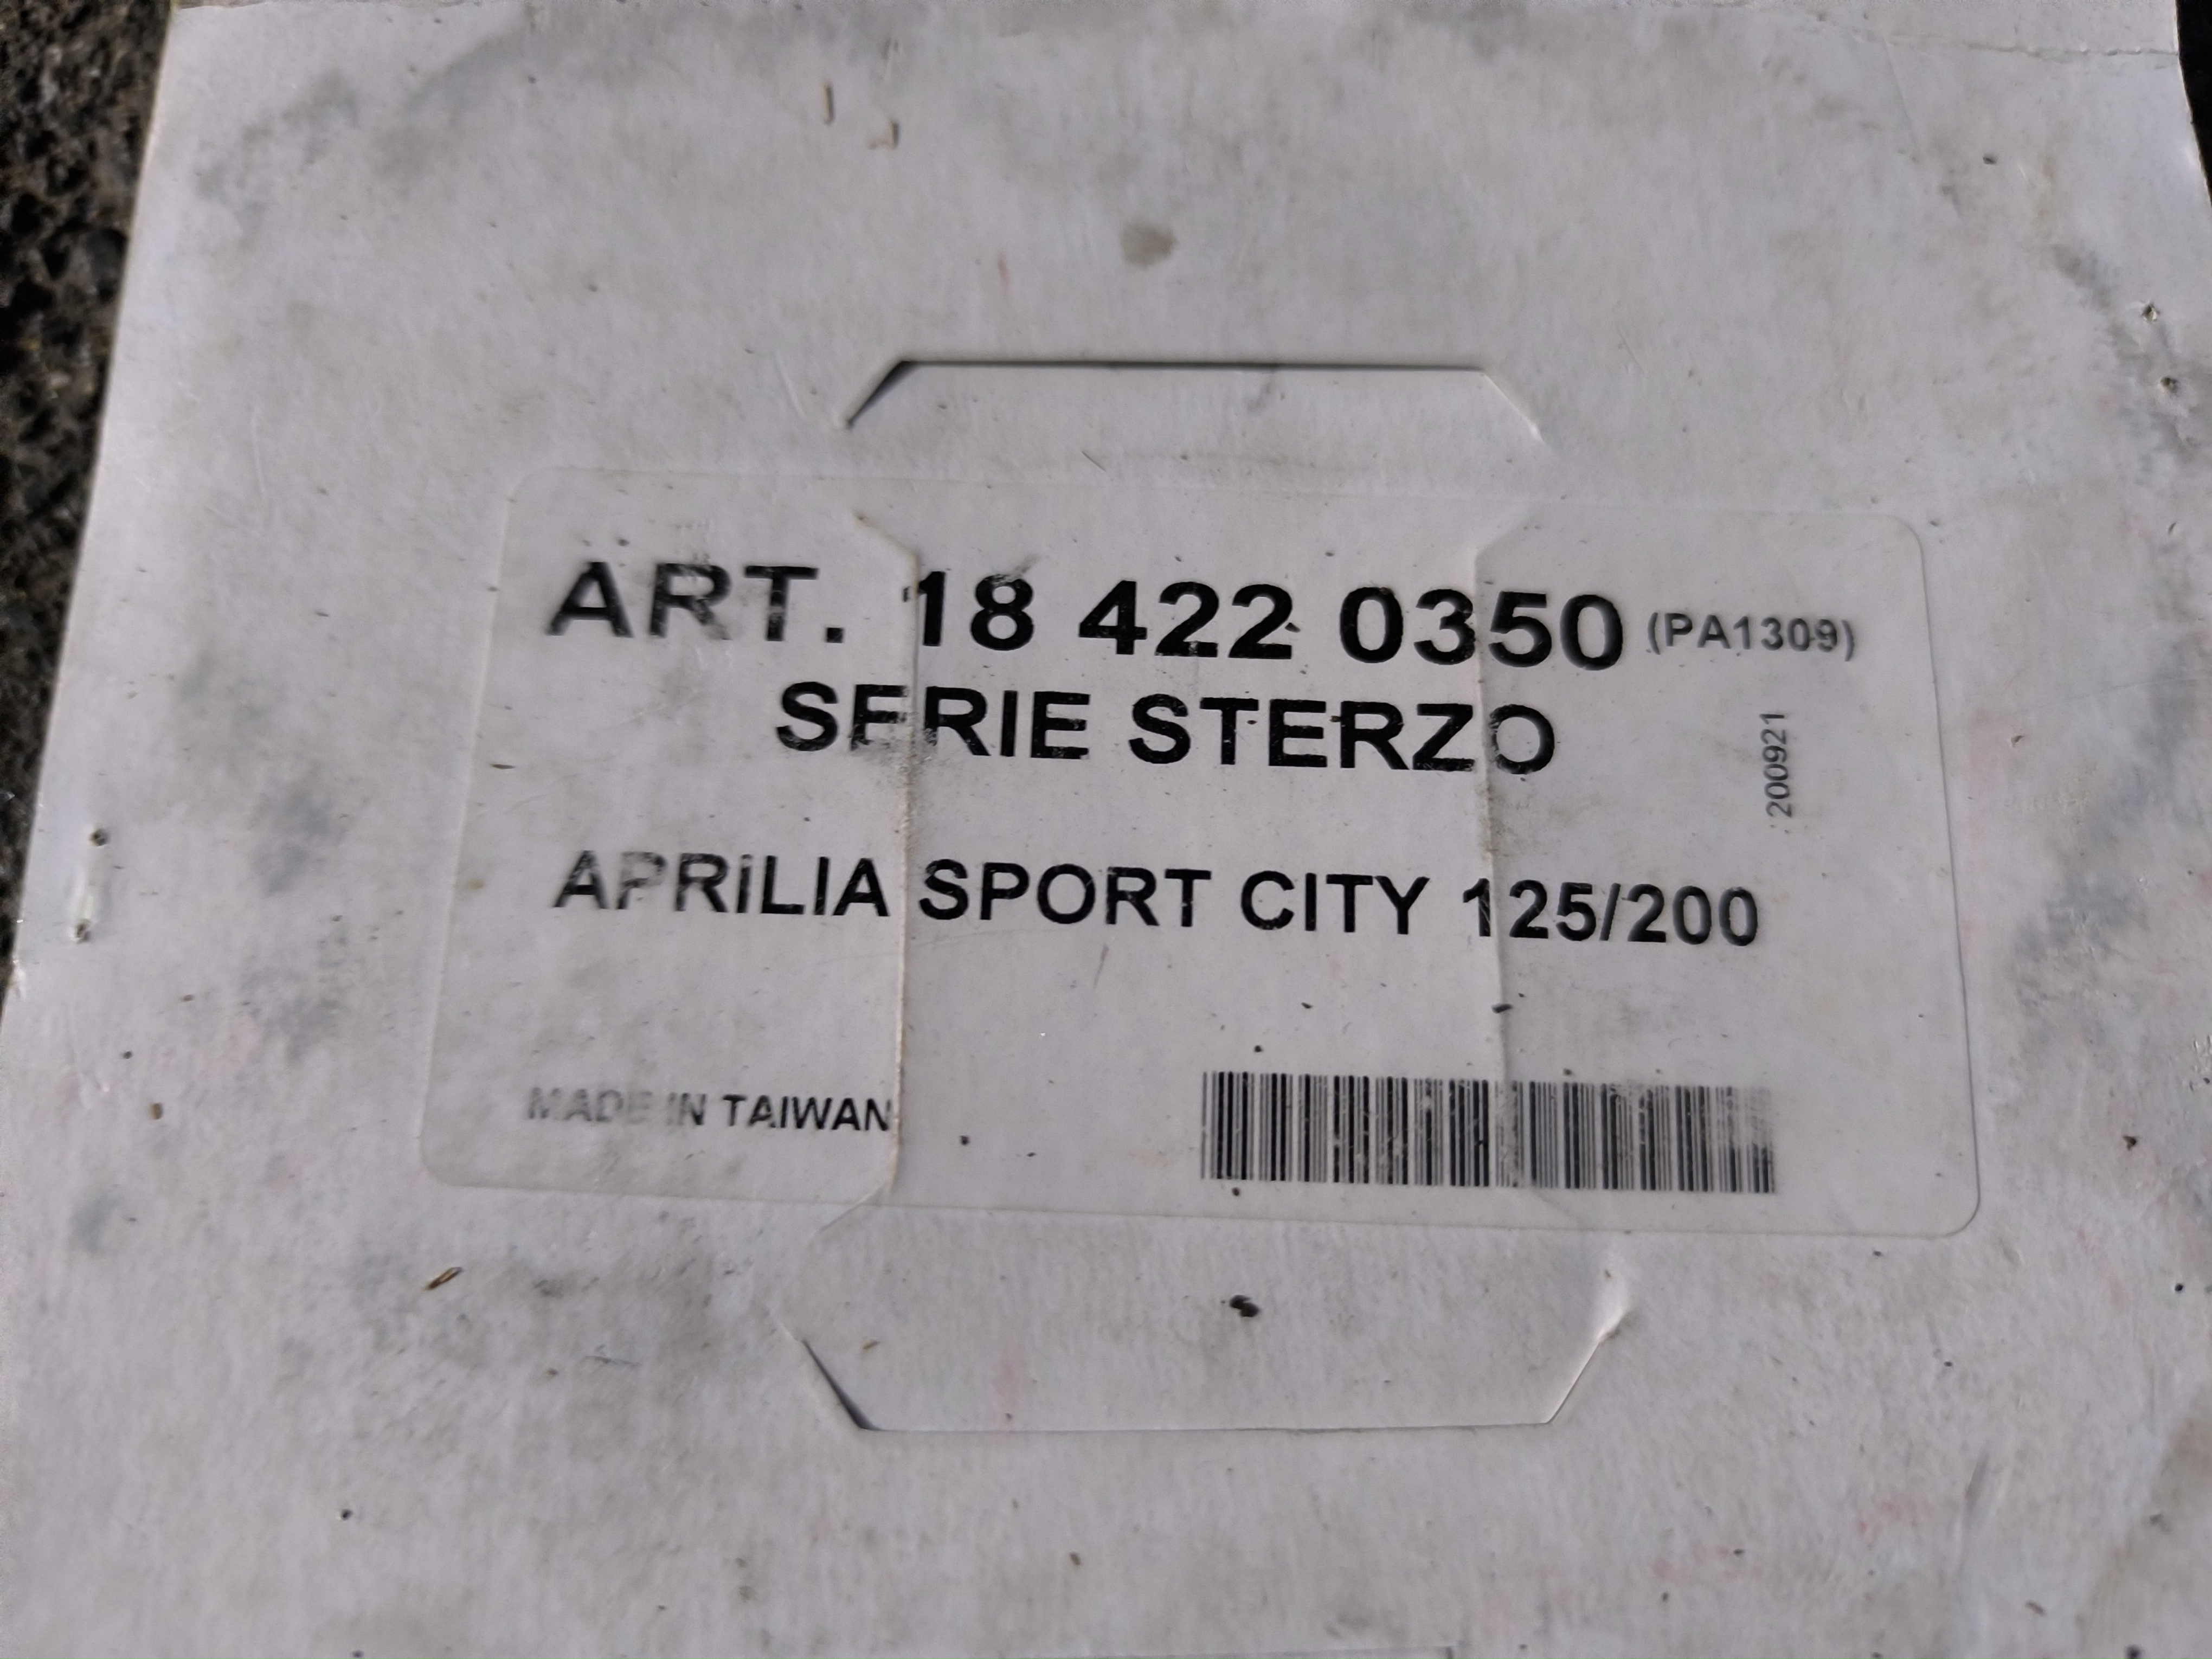 ART. 18 422 0350 (PA1309)
SERIE STERZO
200921
APRILIA SPORT CITY 125/200
MADE IN TAIWAN